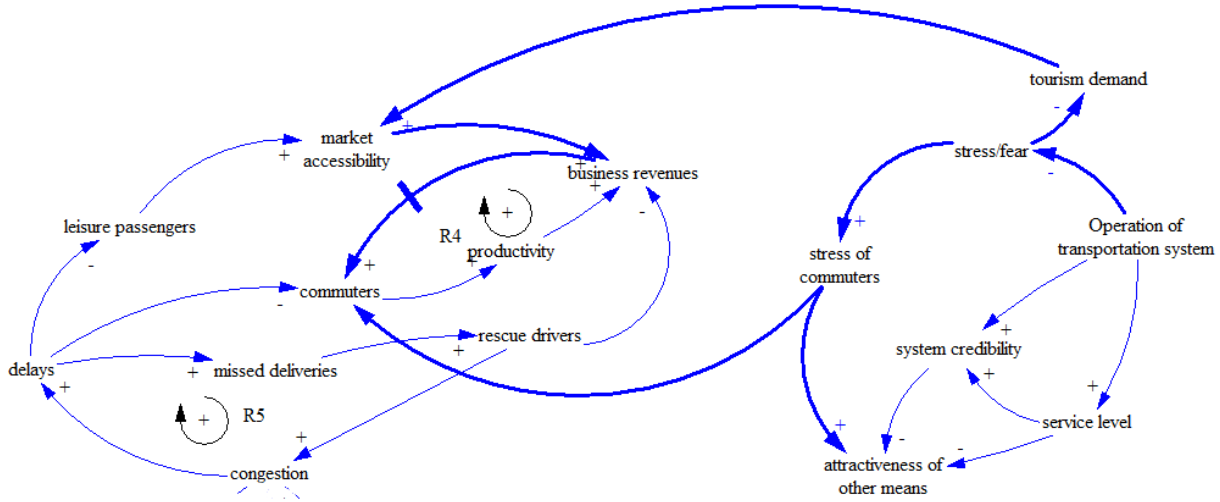 tourism demand
-
market
accessibility
+
+
stress/fear
-
business revenues
+
+
-
leisure passengers
-
R4
+
productivity
+
+
Operation of
transportation system
stress of
commuters
+
commuters
-
rescue drivers
+
system credibility
+
+
delays
+
missed deliveries
+
R5
+
service level
+
-
-
+
attractiveness of
other means
congestion
+